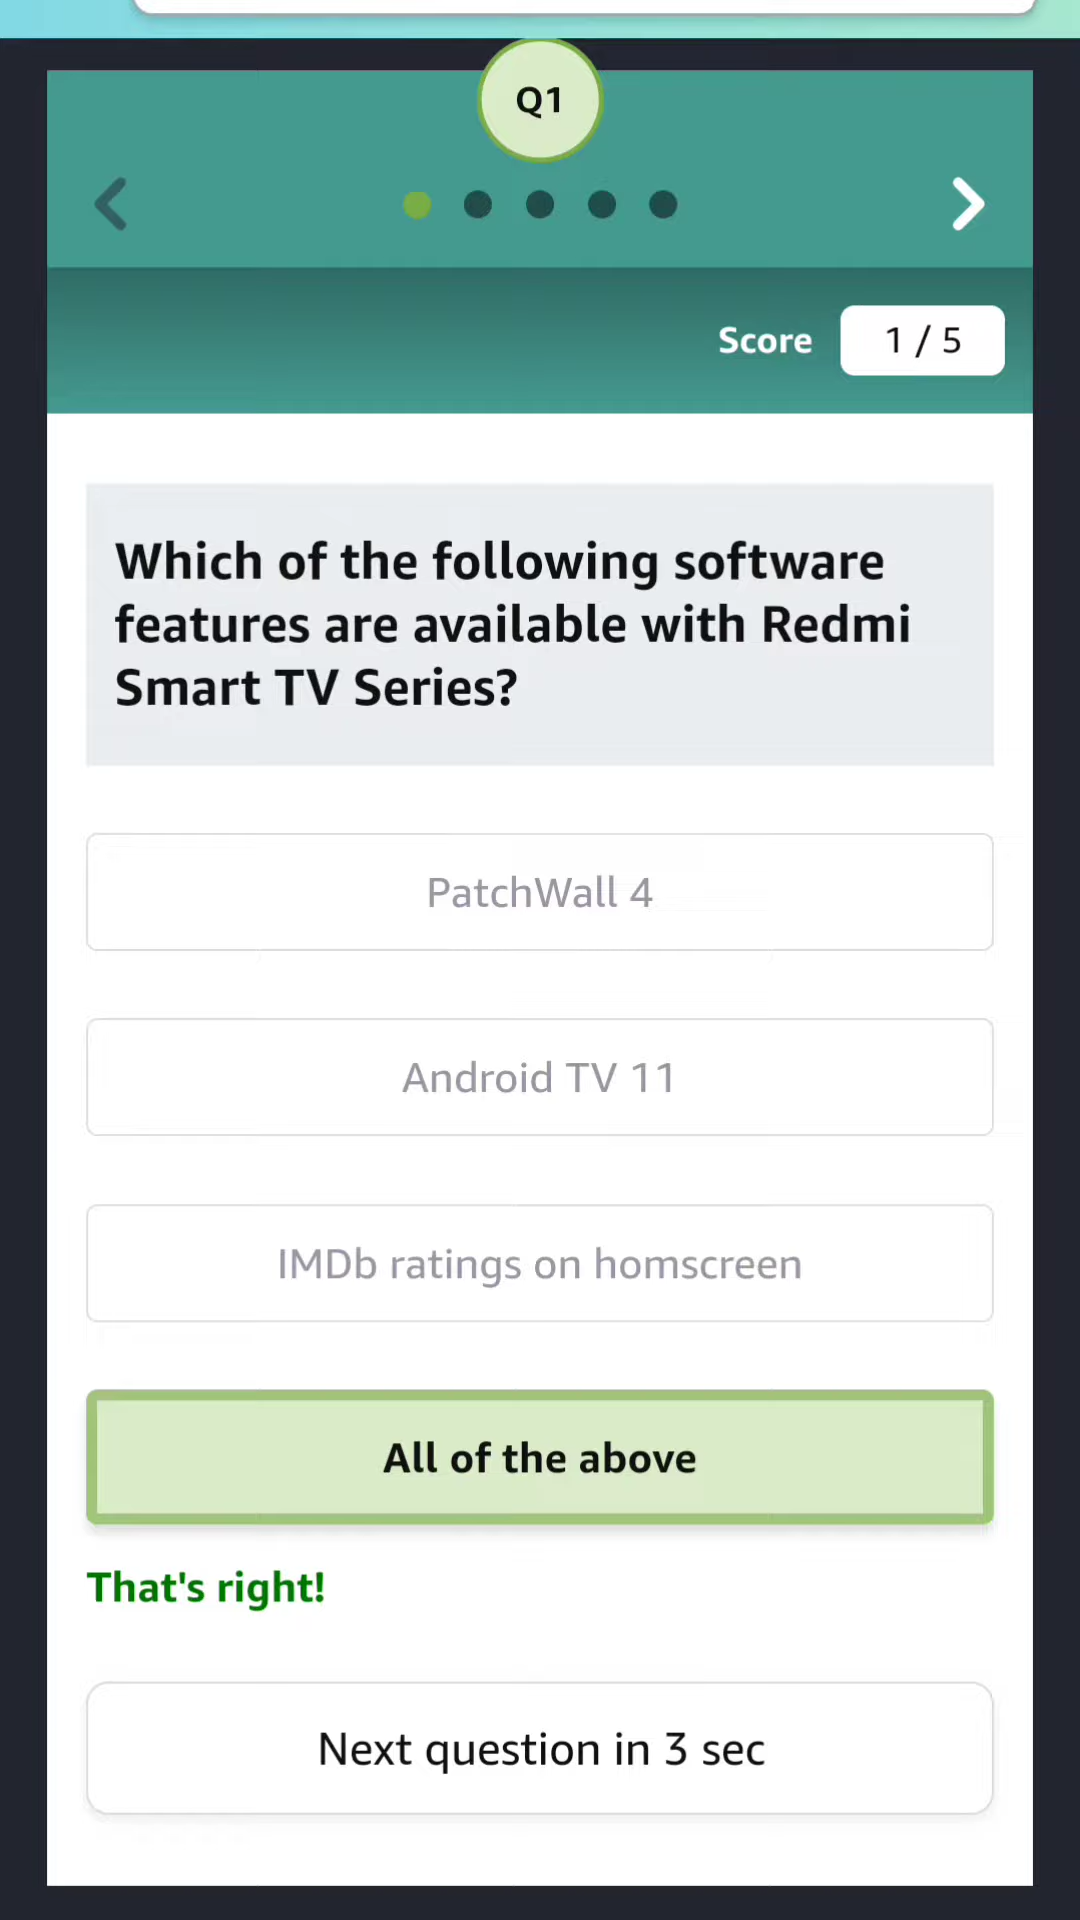 Q1
Score 1 / 5
Which of the following software
features are available with Redmi
Smart TV Series?
PatchWall 4
Android TV 11
IMDb ratings on homscreen
All of the above
That's right!
Next question in 3 sec